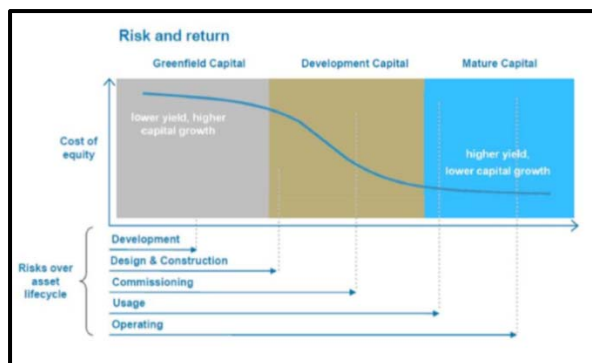 Risk and return
Greenfield Capital Development Capital Mature Capital
Cost of
equity
lower yield, higher
capital growth
higher yield,
lower capital growth
Risks over
asset
lifecycle
Development
Design & Construction
Commissioning
Usage
Operating